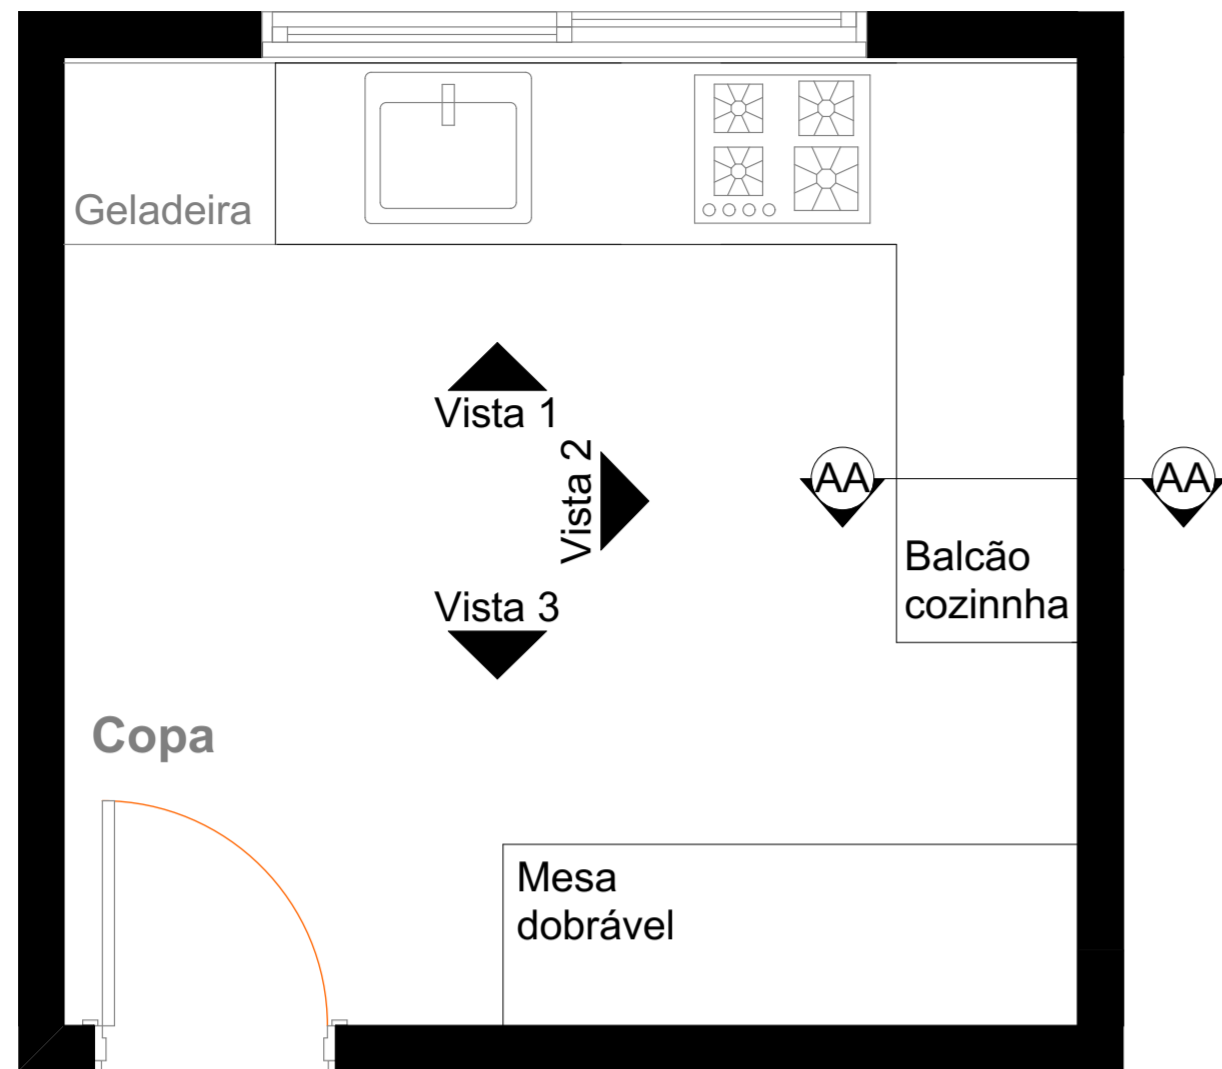 Geladeira
Vista 1
Vista 2
AA
AA
Balcão
cozinnha
Vista 3
Copa
Mesa
dobrável